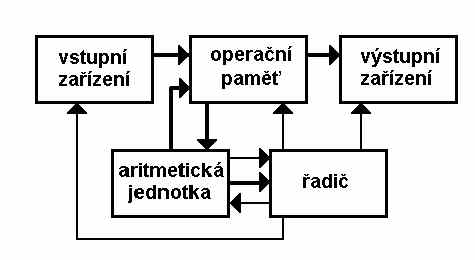 vstupní
zařízení
operační
paměť
výstupní
zařízení
aritmetická
jednotka
řadič